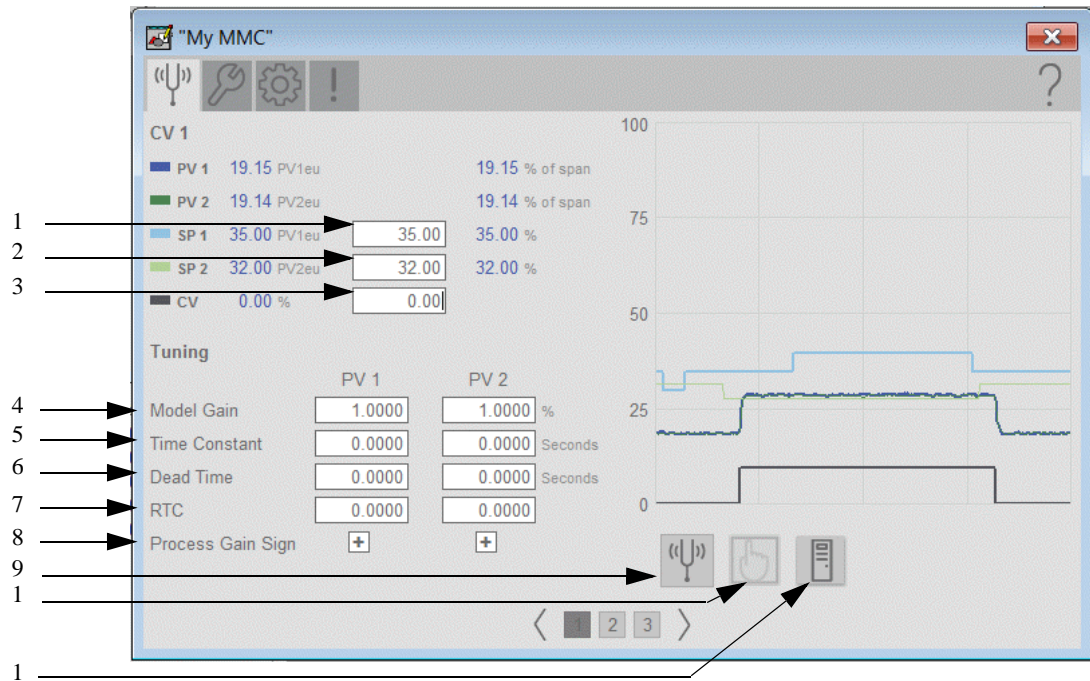 "My MMC"
?
CV 1
PV 1 19.15 PV1eu 19.15 % of span
PV 2 19.14 PV2eu 19.14 % of span
1 SP 1 35.00 PV1eu 35.00 35.00 %
2 SP 2 32.00 PV2eu 32.00 32.00 %
3 CV 0.00 % 0.00
Tuning
PV 1 PV 2
4 Model Gain 1.0000 1.0000 %
5 Time Constant 0.0000 0.0000 Seconds
6 Dead Time 0.0000 0.0000 Seconds
7 RTC 0.0000 0.0000
8 Process Gain Sign + +
9
1
1
100
75
50
25
0
1 2 3